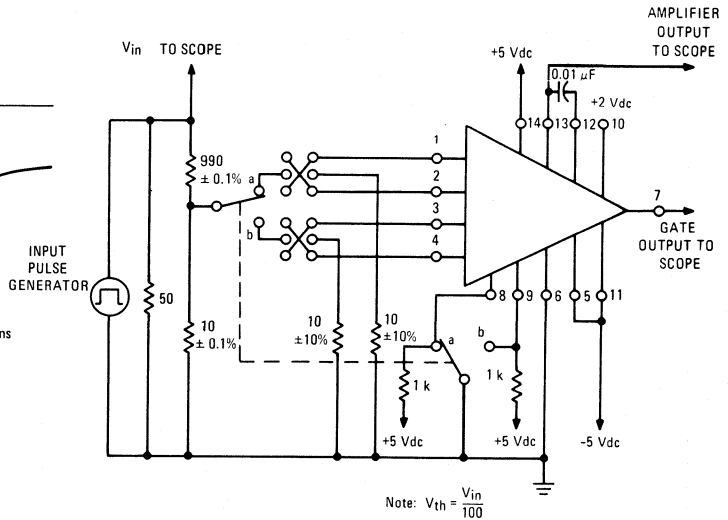 AMPLIFIER
OUTPUT
TO SCOPE
Vin TO SCOPE
+5 Vdc
0.01 μF
+2 Vdc
14 13 12 10
990
± 0.1%
a
b
1
2
3
4
7
GATE
OUTPUT TO
SCOPE
INPUT
PULSE
GENERATOR
ns
50
10
± 0.1%
10
±10%
10
±10%
8 9 6 5 11
a
b
1 k
1 k
+5 Vdc
+5 Vdc
-5 Vdc
Note: Vth = Vin/100